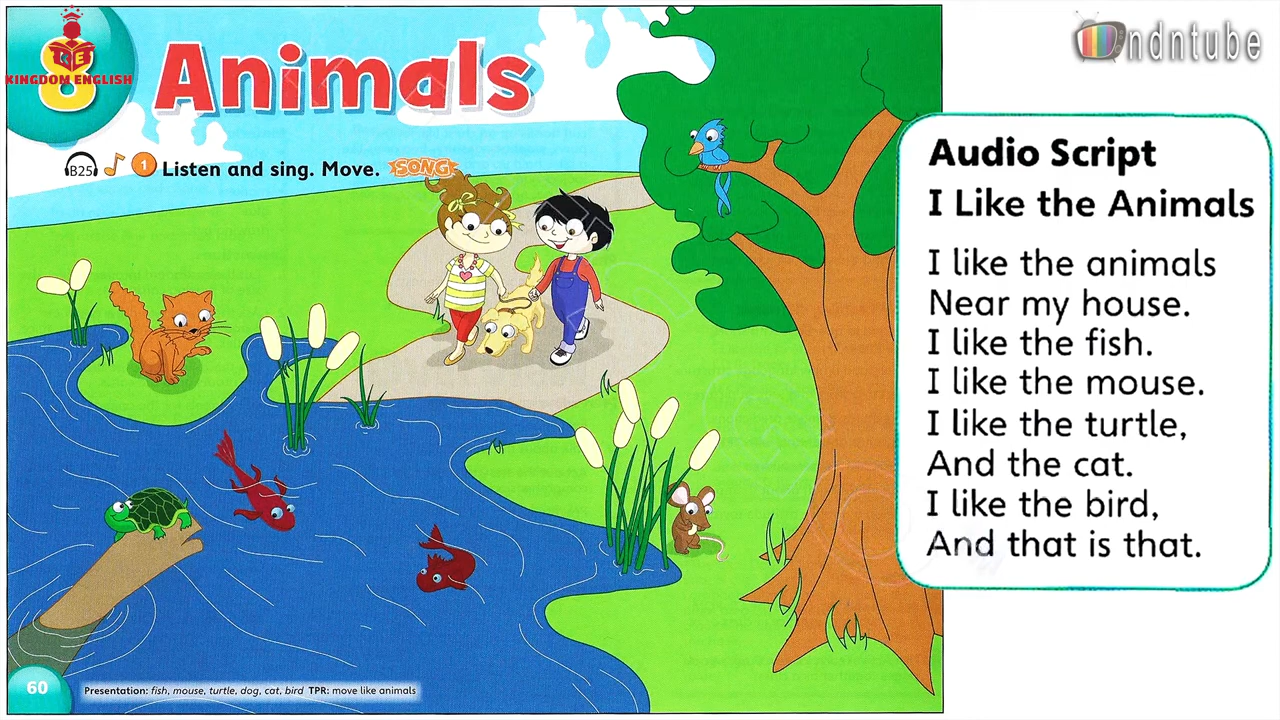 8
KINGDOM ENGLISH
Animals
ndntube
B25 1 Listen and sing. Move. SONG
Audio Script
I Like the Animals
I like the animals
Near my house.
I like the fish.
I like the mouse.
I like the turtle,
And the cat.
I like the bird,
And that is that.
60
Presentation: fish, mouse, turtle, dog, cat, bird TPR: move like animals